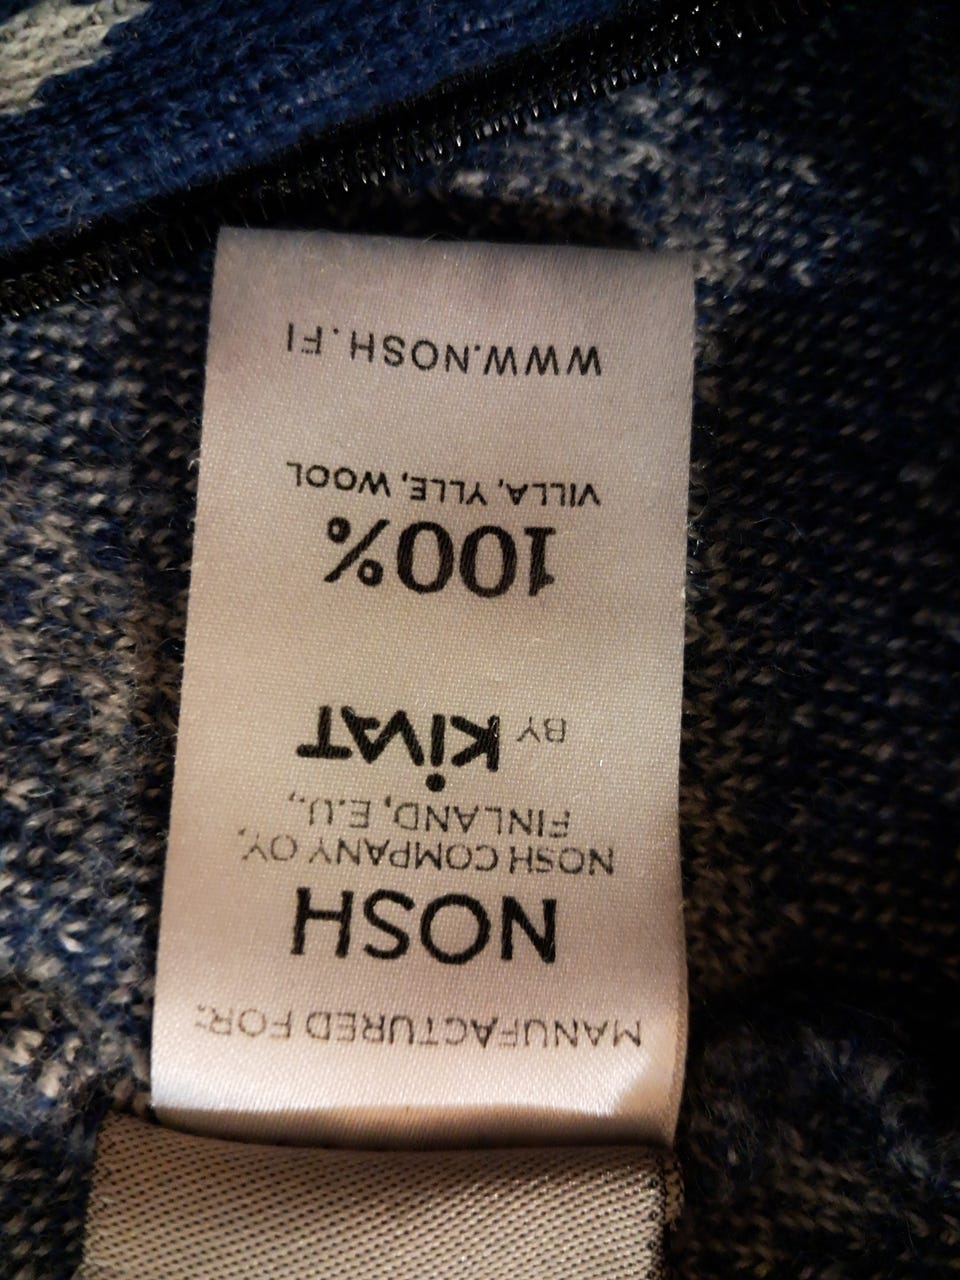 MANUFACTURED FOR:
NOSH
NOSH COMPANY OY,
FINLAND, E.U.,
BY KiVAT
100%
VILLA, YLLE, WOOL
WWW.NOSH.FI